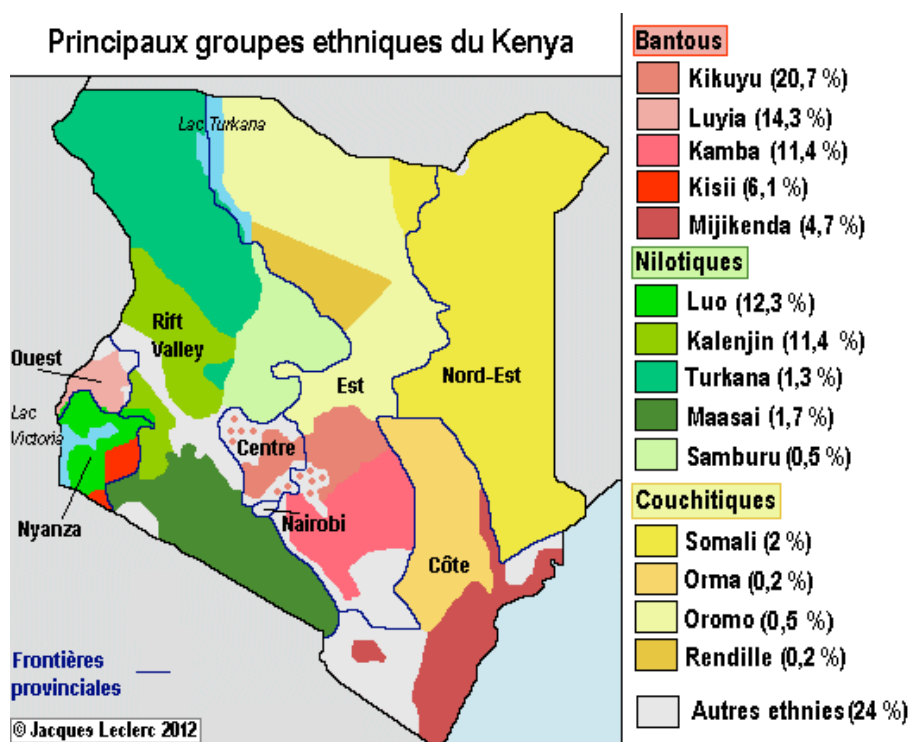 Principaux groupes ethniques du Kenya
Lac Turkana
Rift
Valley
Ouest
Lac
Victoria
Nyanza
Centre
Nairobi
Est
Nord-Est
Côte
Frontières
provinciales
© Jacques Leclerc 2012
Bantous
Kikuyu (20,7 %)
Luyia (14,3 %)
Kamba (11,4 %)
Kisii (6,1 %)
Mijikenda (4,7 %)
Nilotiques
Luo (12,3 %)
Kalenjin (11,4 %)
Turkana (1,3 %)
Maasai (1,7 %)
Samburu (0,5 %)
Couchitiques
Somali (2 %)
Orma (0,2 %)
Oromo (0,5 %)
Rendille (0,2 %)
Autres ethnies (24 %)